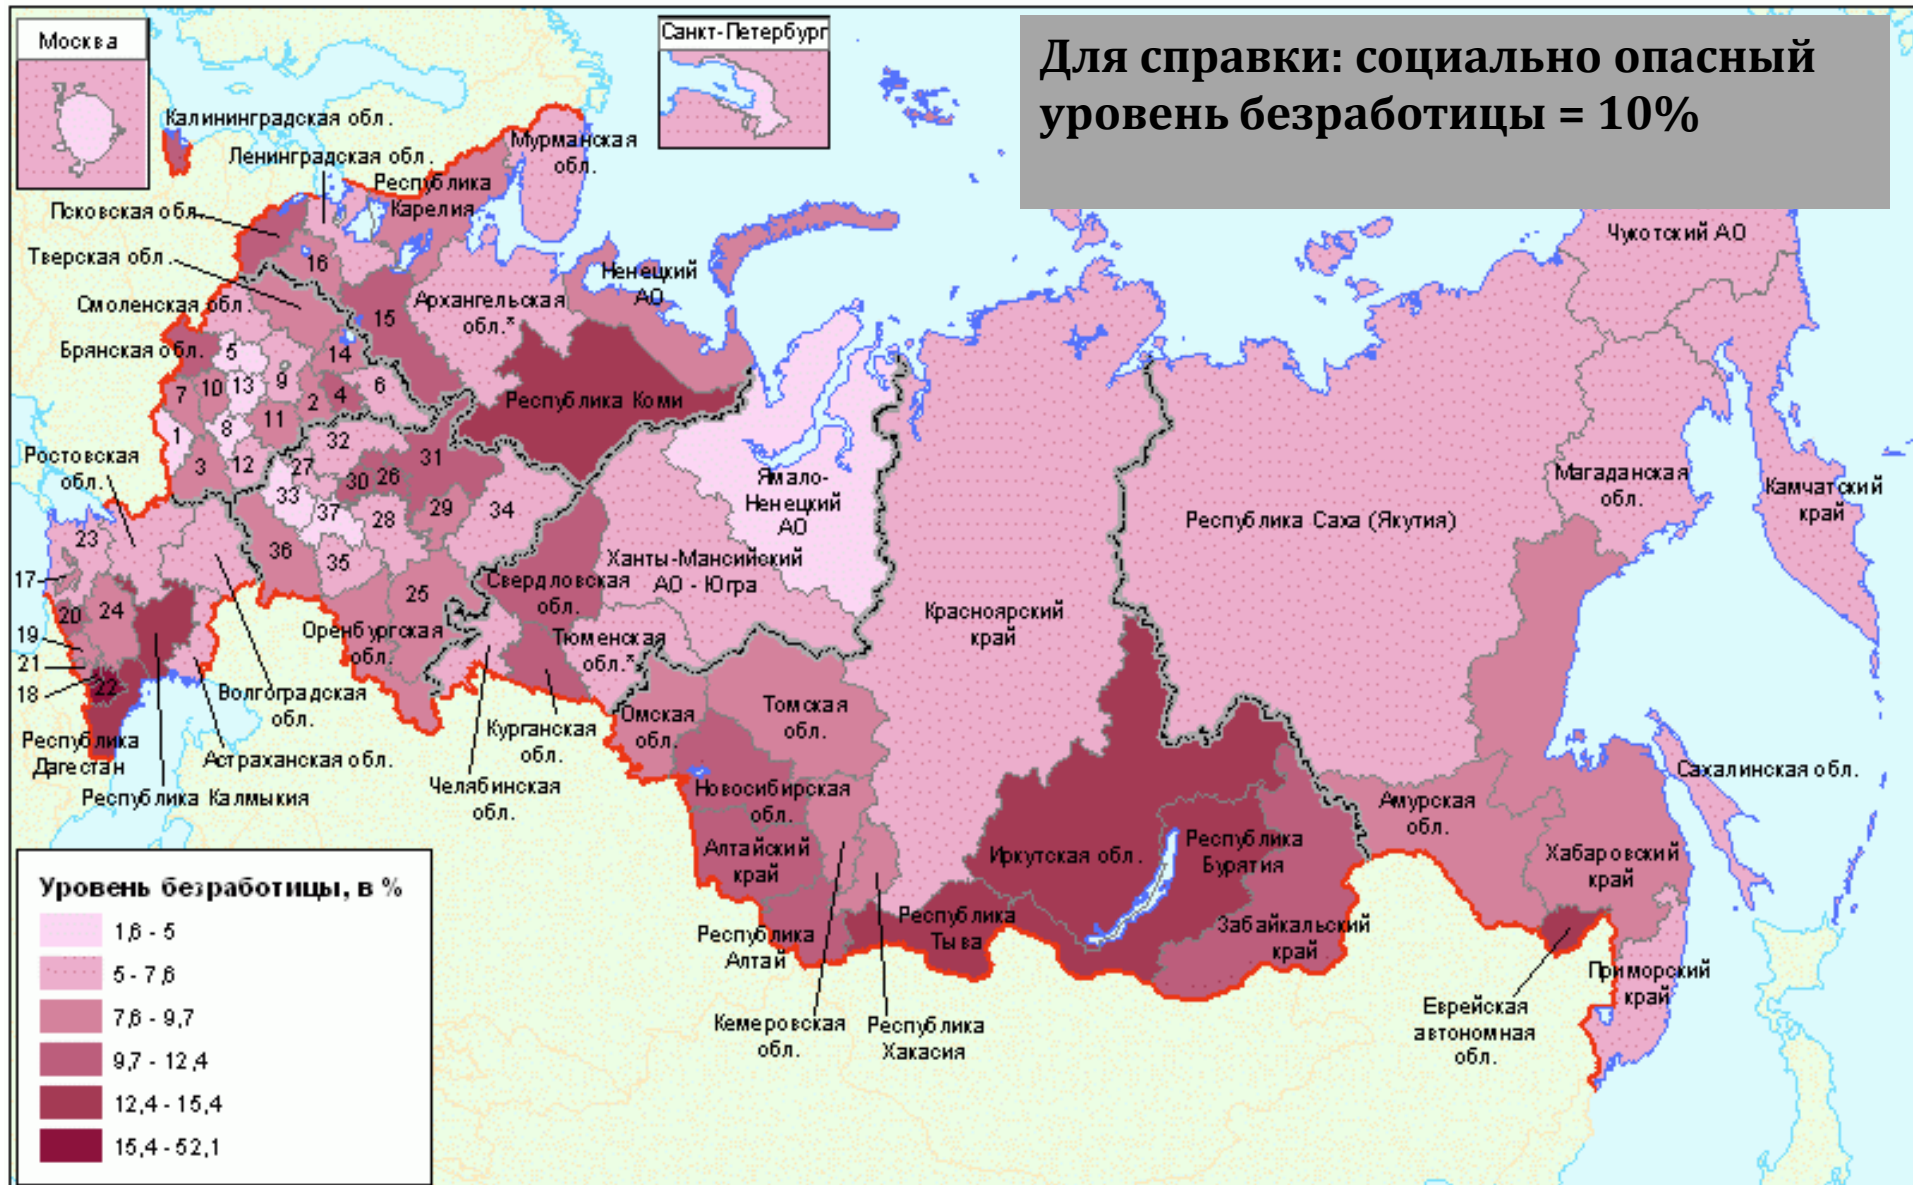 Москва
Санкт-Петербург
Для справки: социально опасный
уровень безработицы = 10%
Калининградская обл.
Ленинградская обл.
Мурманская
обл.
Республика
Карелия
Псковская обл.
Тверская обл.
Смоленская обл.
Брянская обл.
Ненецкий
АО
Архангельская
обл.*
Чукотский АО
16
15
14
5
9
13
10
7
2
4
6
11
8
1
3
12
32
27
31
30
26
33
37
28
29
34
36
35
25
23
17
20
24
19
21
18
22
Республика Коми
Ростовская
обл.
Ямало-
Ненецкий
АО
Ханты-Мансийский
АО - Югра
Республика Саха (Якутия)
Магаданская
обл.
Камчатский
край
Красноярский
край
Свердловская
обл.
Тюменская
обл.*
Оренбургская
обл.
Волгоградская
обл.
Астраханская обл.
Республика
Дагестан
Республика Калмыкия
Курганская
обл.
Челябинская
обл.
Омская
обл.
Томская
обл.
Новосибирская
обл.
Алтайский
край
Республика
Алтай
Кемеровская
обл.
Республика
Хакасия
Республика
Тыва
Иркутская обл.
Республика
Бурятия
Забайкальский
край
Амурская
обл.
Хабаровский
край
Сахалинская обл.
Еврейская
автономная
обл.
Приморский
край
Уровень безработицы, в %
1,6 - 5
5 - 7,6
7,6 - 9,7
9,7 - 12,4
12,4 - 15,4
15,4 - 52,1